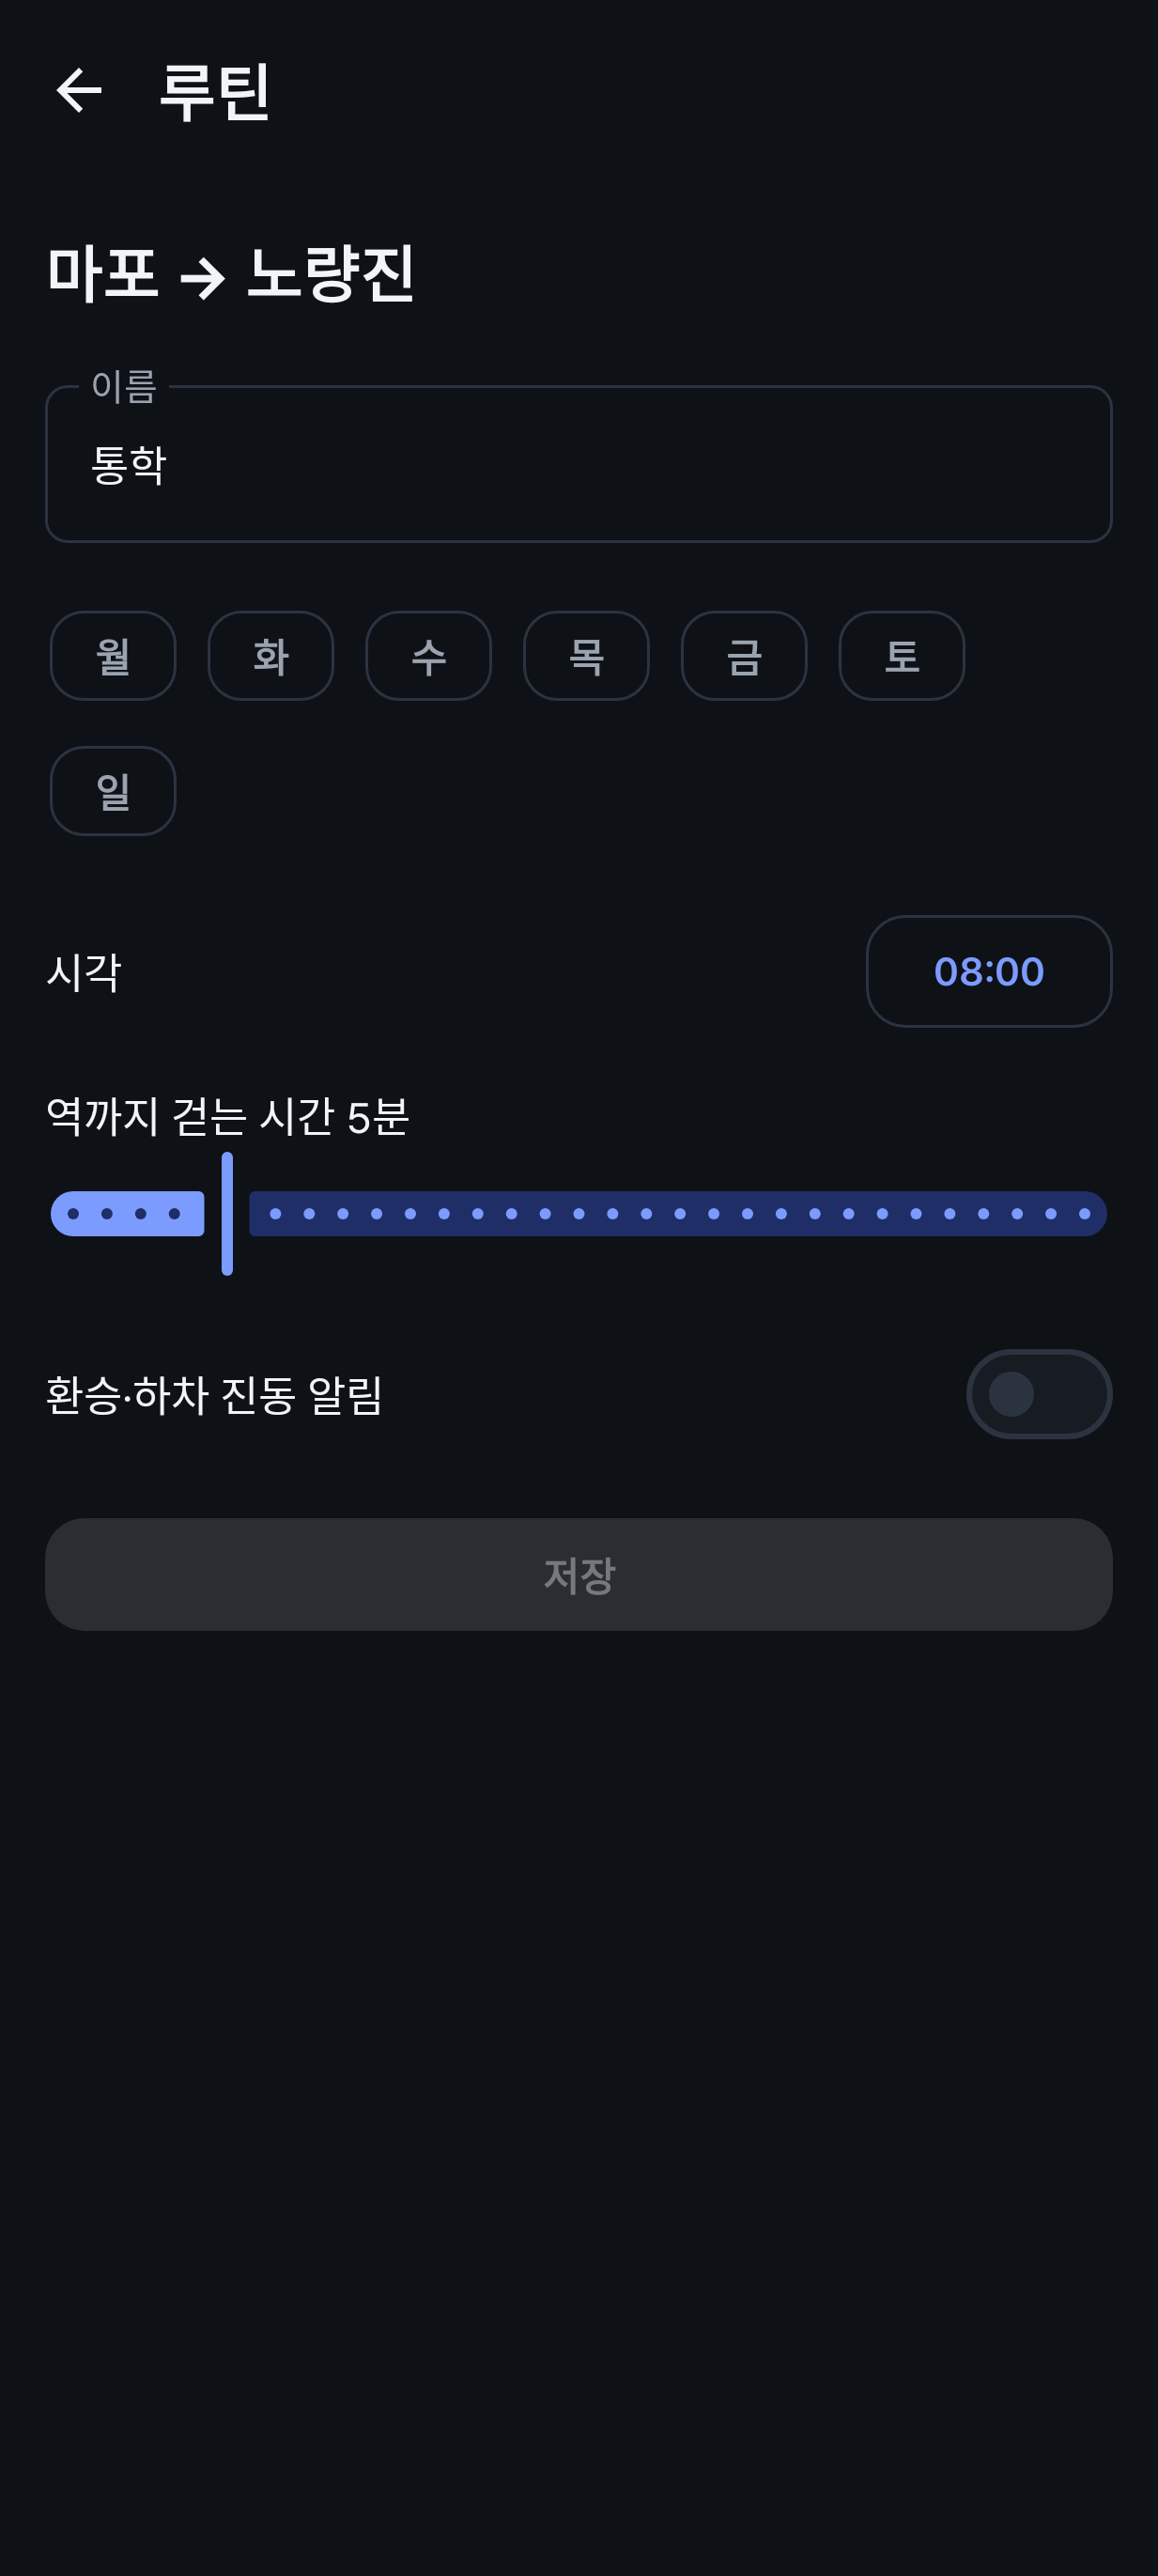 루틴
마포 → 노량진
이름
통학
월 화 수 목 금 토
일
시각 08:00
역까지 걷는 시간 5분
환승·하차 진동 알림
저장